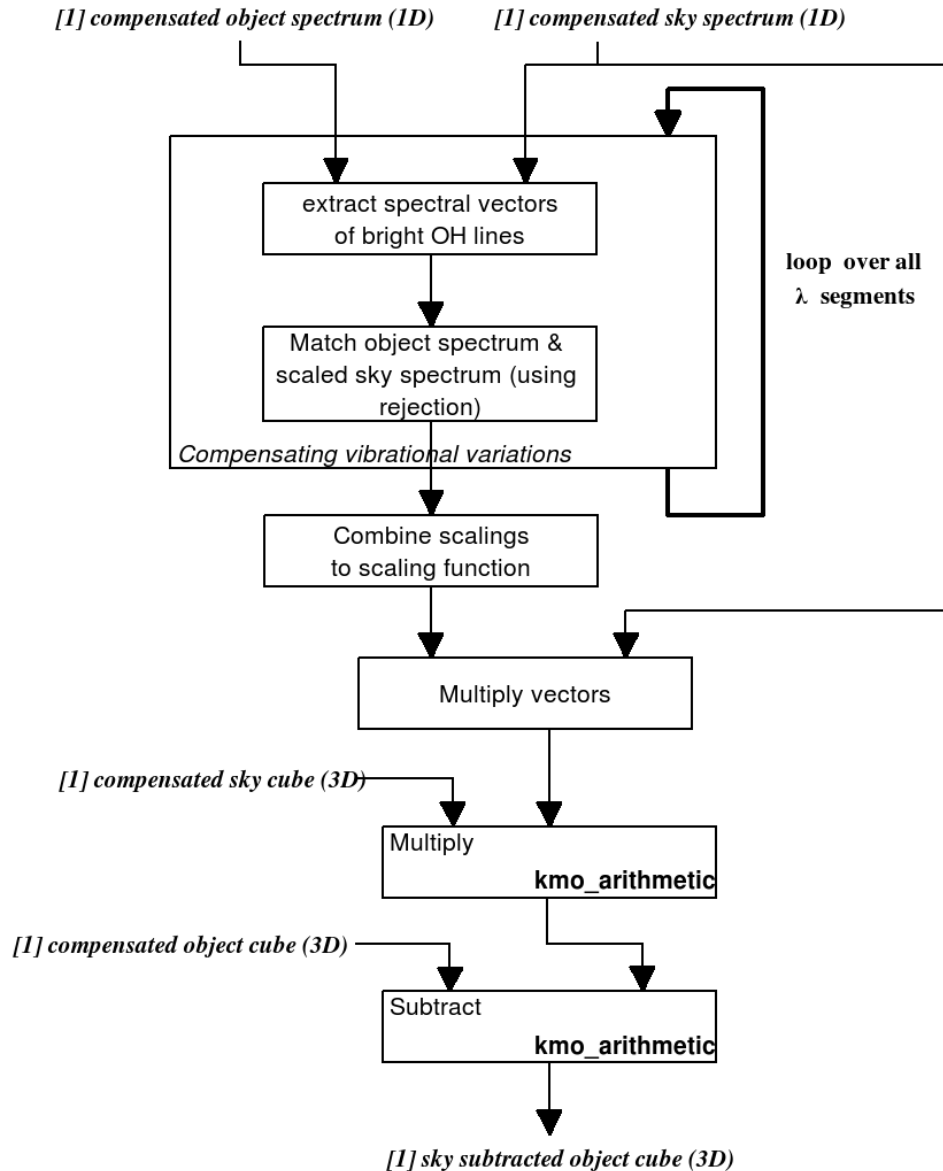 [1] compensated object spectrum (1D)
[1] compensated sky spectrum (1D)
extract spectral vectors
of bright OH lines
loop over all
λ segments
Match object spectrum &
scaled sky spectrum (using
rejection)
Compensating vibrational variations
Combine scalings
to scaling function
Multiply vectors
[1] compensated sky cube (3D)
Multiply
kmo_arithmetic
[1] compensated object cube (3D)
Subtract
kmo_arithmetic
[1] sky subtracted object cube (3D)